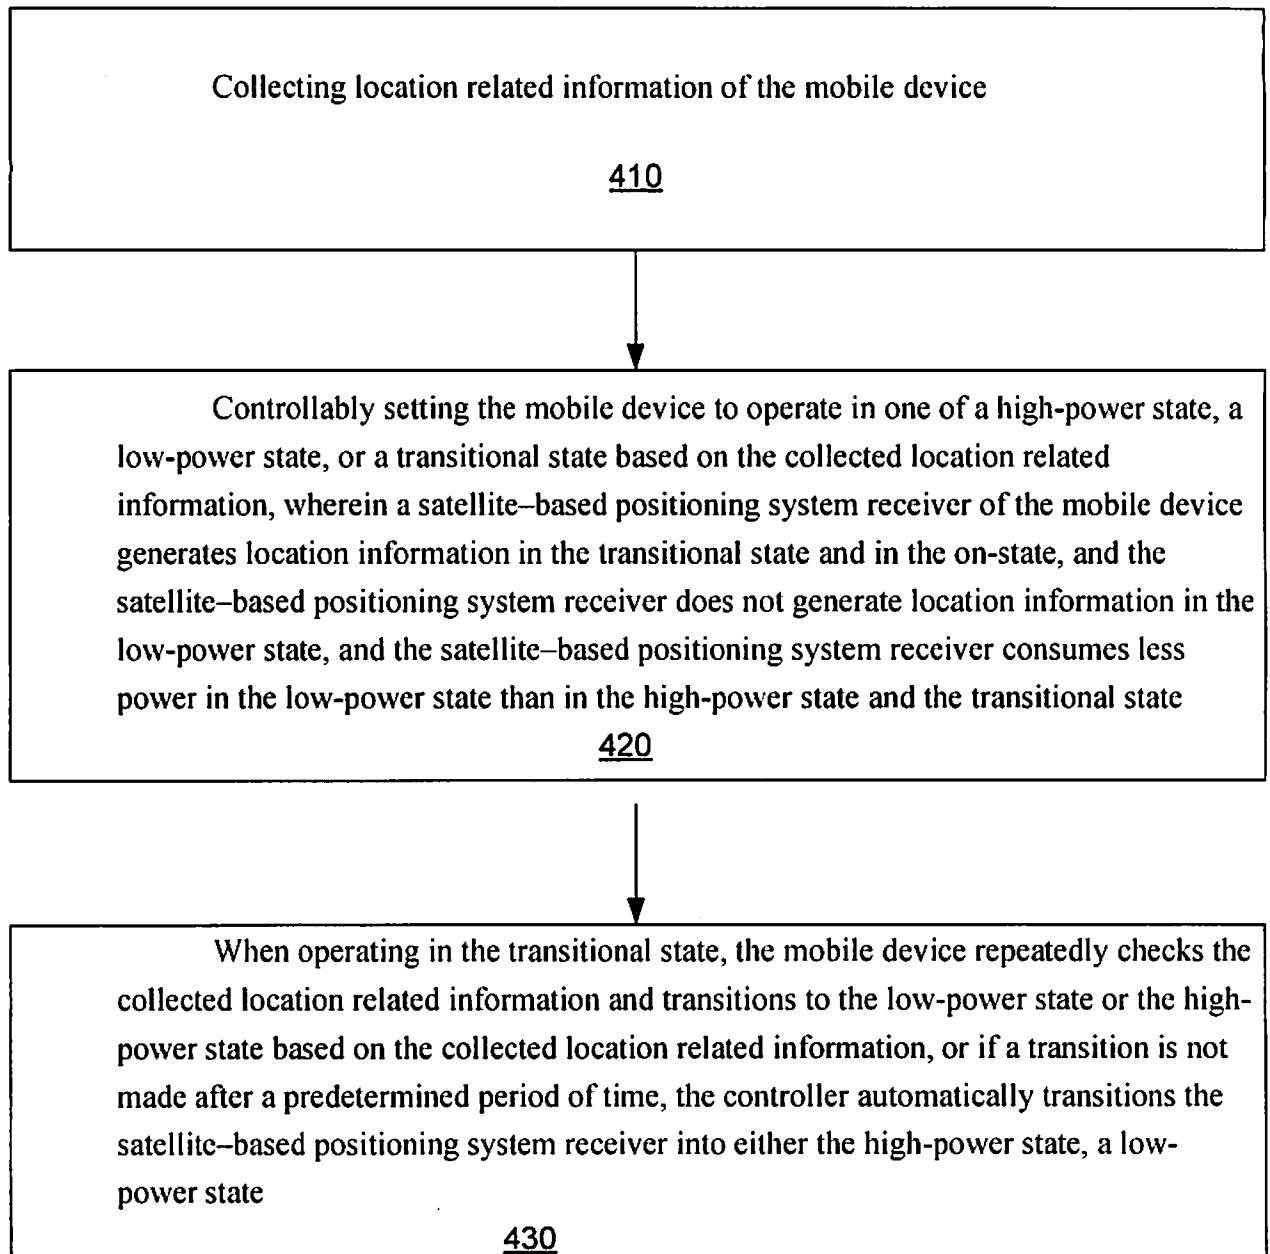 Collecting location related information of the mobile device
410
Controllably setting the mobile device to operate in one of a high-power state, a
low-power state, or a transitional state based on the collected location related
information, wherein a satellite–based positioning system receiver of the mobile device
generates location information in the transitional state and in the on-state, and the
satellite–based positioning system receiver does not generate location information in the
low-power state, and the satellite–based positioning system receiver consumes less
power in the low-power state than in the high-power state and the transitional state
420
When operating in the transitional state, the mobile device repeatedly checks the
collected location related information and transitions to the low-power state or the high-
power state based on the collected location related information, or if a transition is not
made after a predetermined period of time, the controller automatically transitions the
satellite–based positioning system receiver into either the high-power state, a low-
power state
430